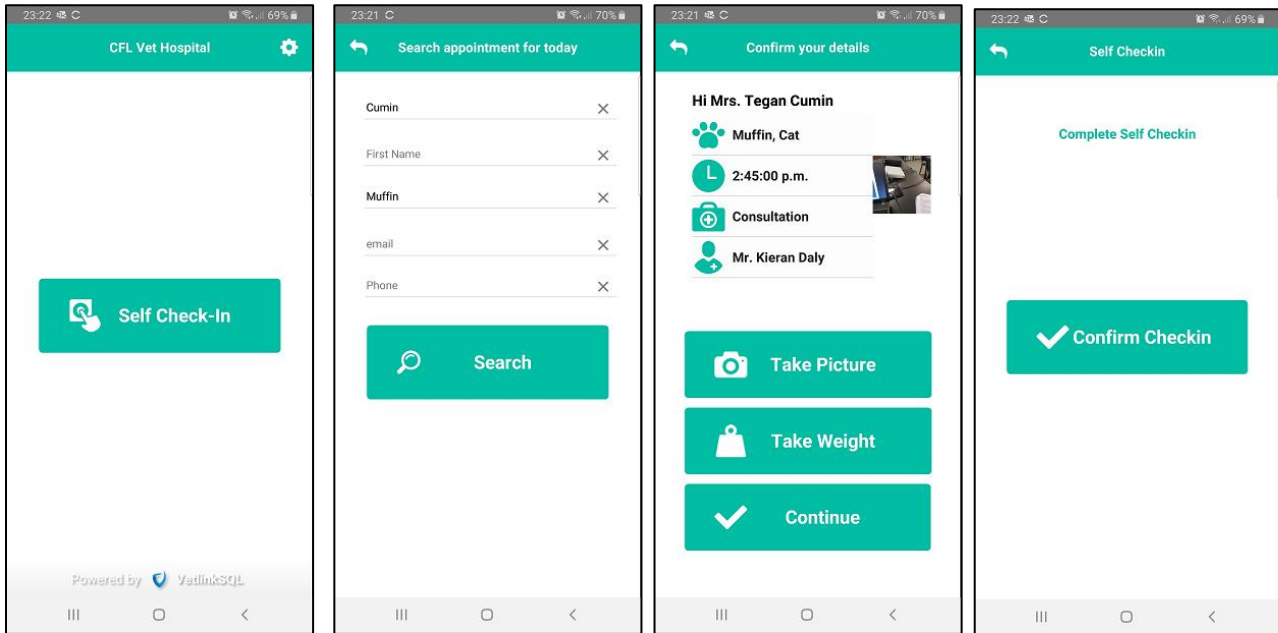 23:22 C 69%
CFL Vet Hospital
Self Check-In
Powered by VetlinkSQL
23:21 C 70%
Search appointment for today
Cumin
First Name
Muffin
email
Phone
Search
23:21 C 70%
Confirm your details
Hi Mrs. Tegan Cumin
Muffin, Cat
2:45:00 p.m.
Consultation
Mr. Kieran Daly
Take Picture
Take Weight
Continue
23:22 C 69%
Self Checkin
Complete Self Checkin
Confirm Checkin